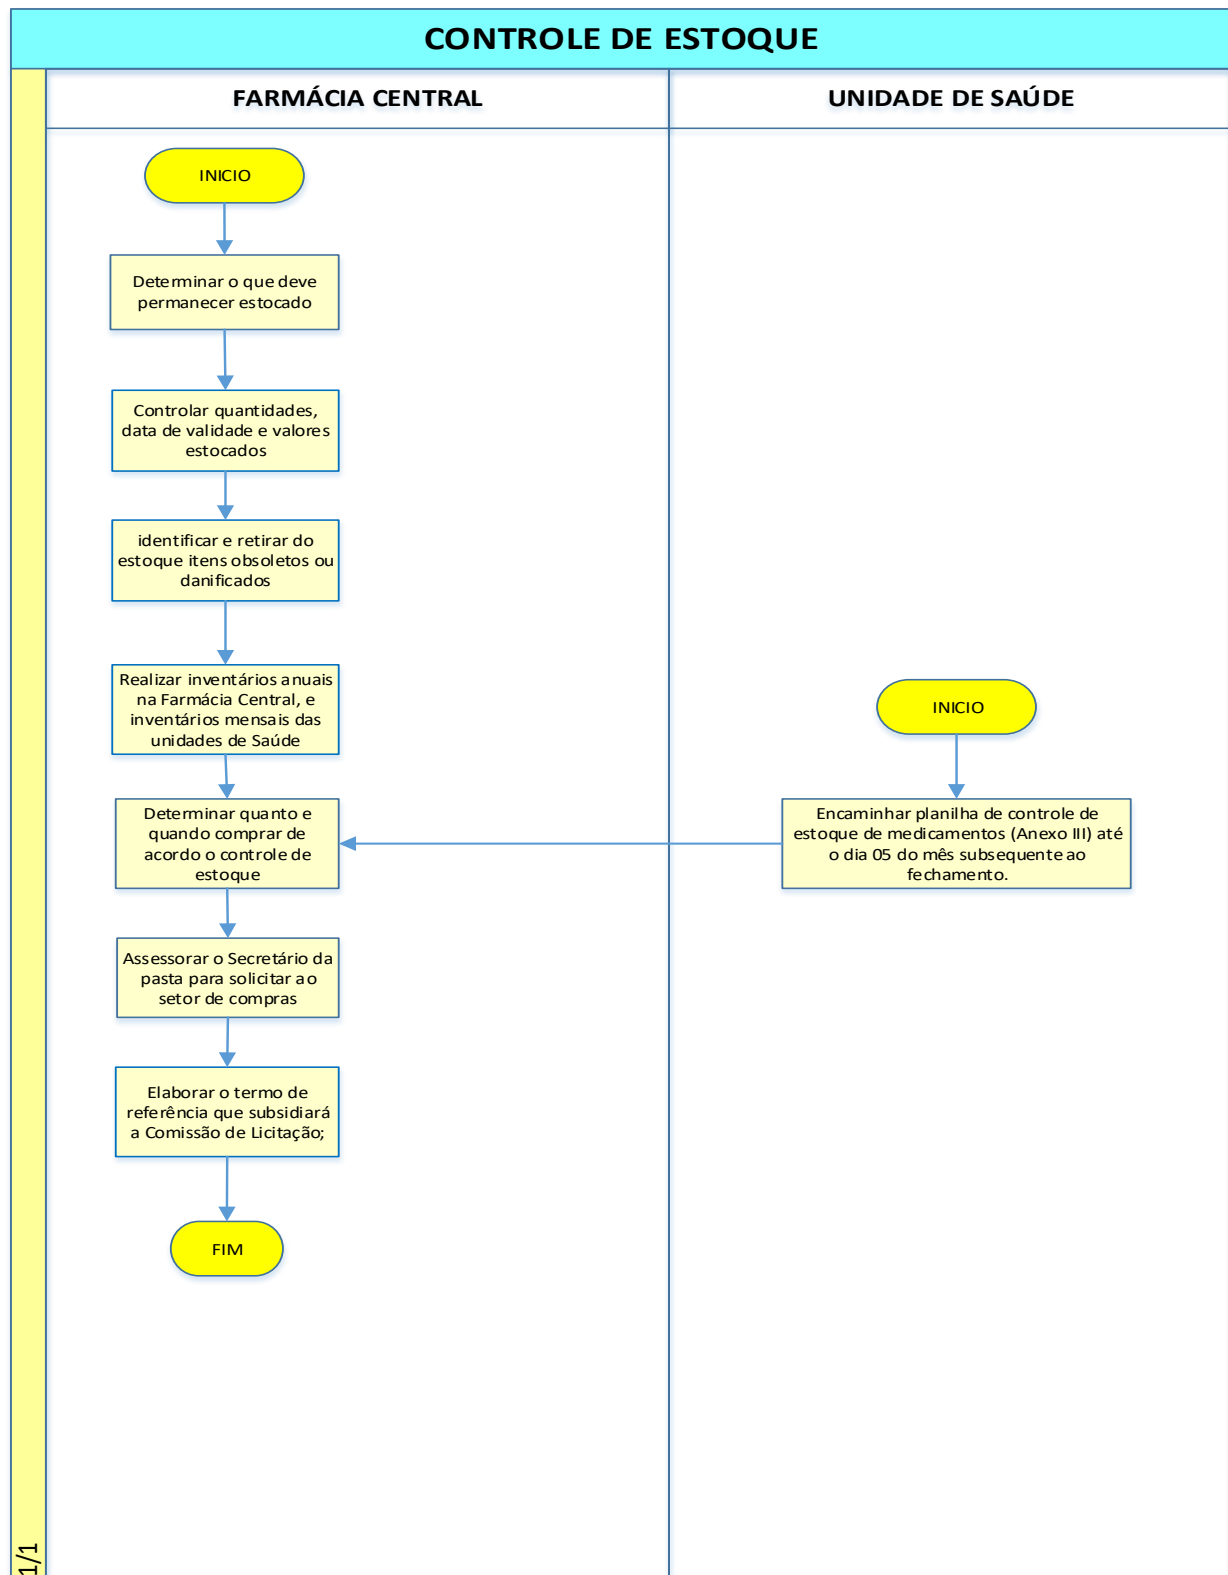 CONTROLE DE ESTOQUE
FARMÁCIA CENTRAL
UNIDADE DE SAÚDE
INICIO
Determinar o que deve
permanecer estocado
Controlar quantidades,
data de validade e valores
estocados
identificar e retirar do
estoque itens obsoletos ou
danificados
Realizar inventários anuais
na Farmácia Central, e
inventários mensais das
unidades de Saúde
INICIO
Determinar quanto e
quando comprar de
acordo o controle de
estoque
Encaminhar planilha de controle de
estoque de medicamentos (Anexo III) até
o dia 05 do mês subsequente ao
fechamento.
Assessorar o Secretário da
pasta para solicitar ao
setor de compras
Elaborar o termo de
referência que subsidiará
a Comissão de Licitação;
FIM
1/1